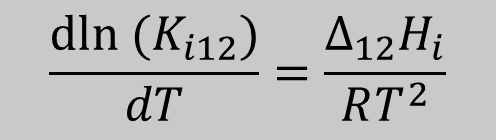 dln (K_{i12}) / dT = Δ_{12}H_i / RT^2